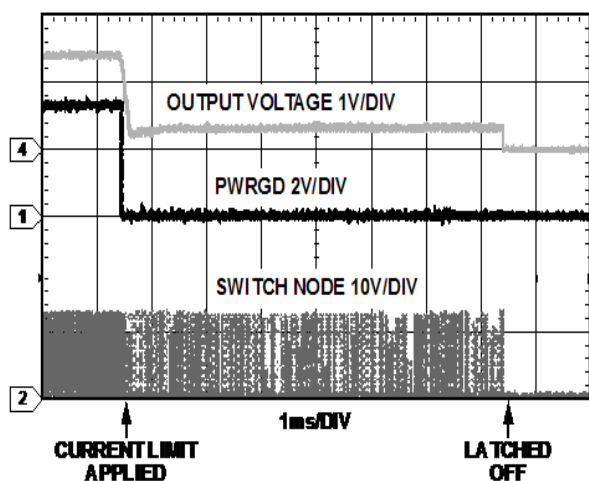 OUTPUT VOLTAGE 1V/DIV
4
PWRGD 2V/DIV
1
SWITCH NODE 10V/DIV
2
1ms/DIV
CURRENT LIMIT
APPLIED
LATCHED
OFF